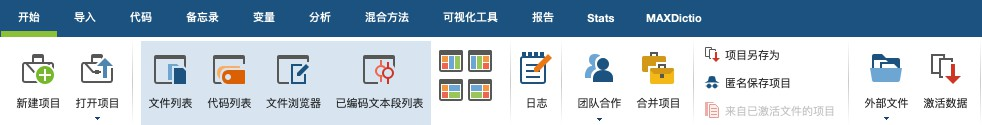 开始 导入 代码 备忘录 变量 分析 混合方法 可视化工具 报告 Stats MAXDictio
新建项目 打开项目 文件列表 代码列表 文件浏览器 已编码文本段列表 日志 团队合作 合并项目
项目另存为
匿名保存项目
来自已激活文件的项目
外部文件 激活数据